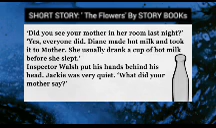 SHORT STORY: ' The Flowers' By STORY BOOKs
'Did you see your mother in her room last night?'
'Yes, everyone did. Diane made hot milk and took
it to Mother. She usually drank a cup of hot milk
before she slept.'
Inspector Walsh put his hands behind his
head. Jackie was very quiet. 'What did your
mother say?'